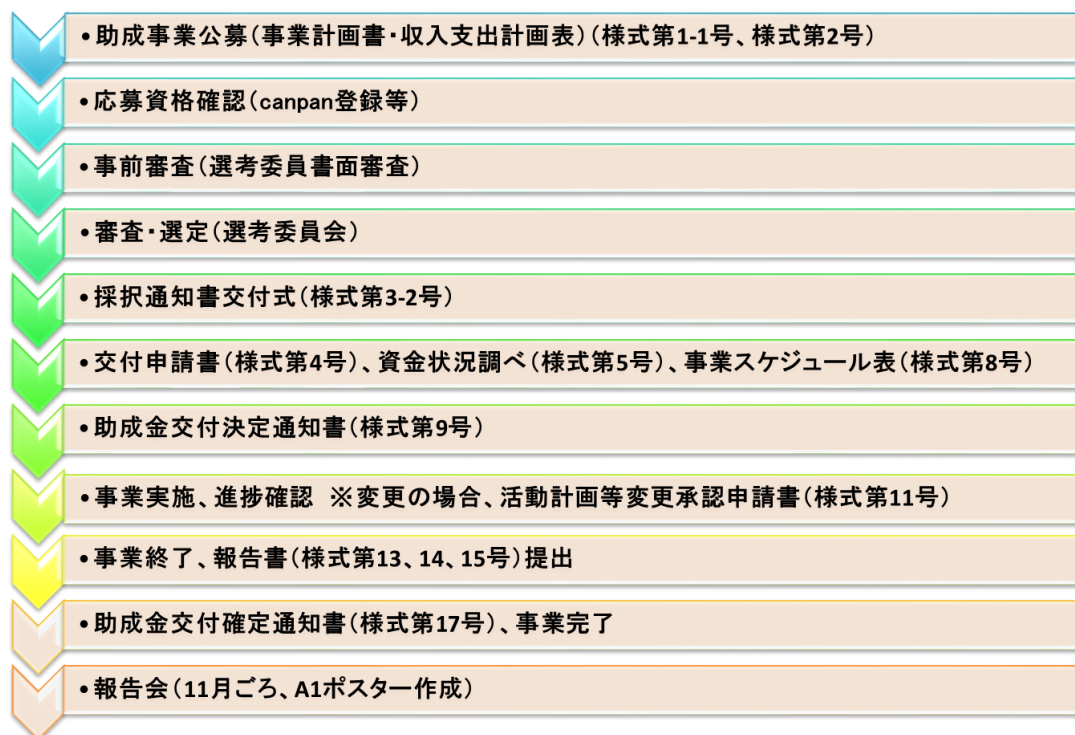 •助成事業公募(事業計画書・収入支出計画表)(様式第1-1号、様式第2号)
•応募資格確認(canpan登録等)
•事前審査(選考委員書面審査)
•審査・選定(選考委員会)
•採択通知書交付式(様式第3-2号)
•交付申請書(様式第4号)、資金状況調べ(様式第5号)、事業スケジュール表(様式第8号)
•助成金交付決定通知書(様式第9号)
•事業実施、進捗確認 ※変更の場合、活動計画等変更承認申請書(様式第11号)
•事業終了、報告書(様式第13、14、15号)提出
•助成金交付確定通知書(様式第17号)、事業完了
•報告会(11月ごろ、A1ポスター作成)